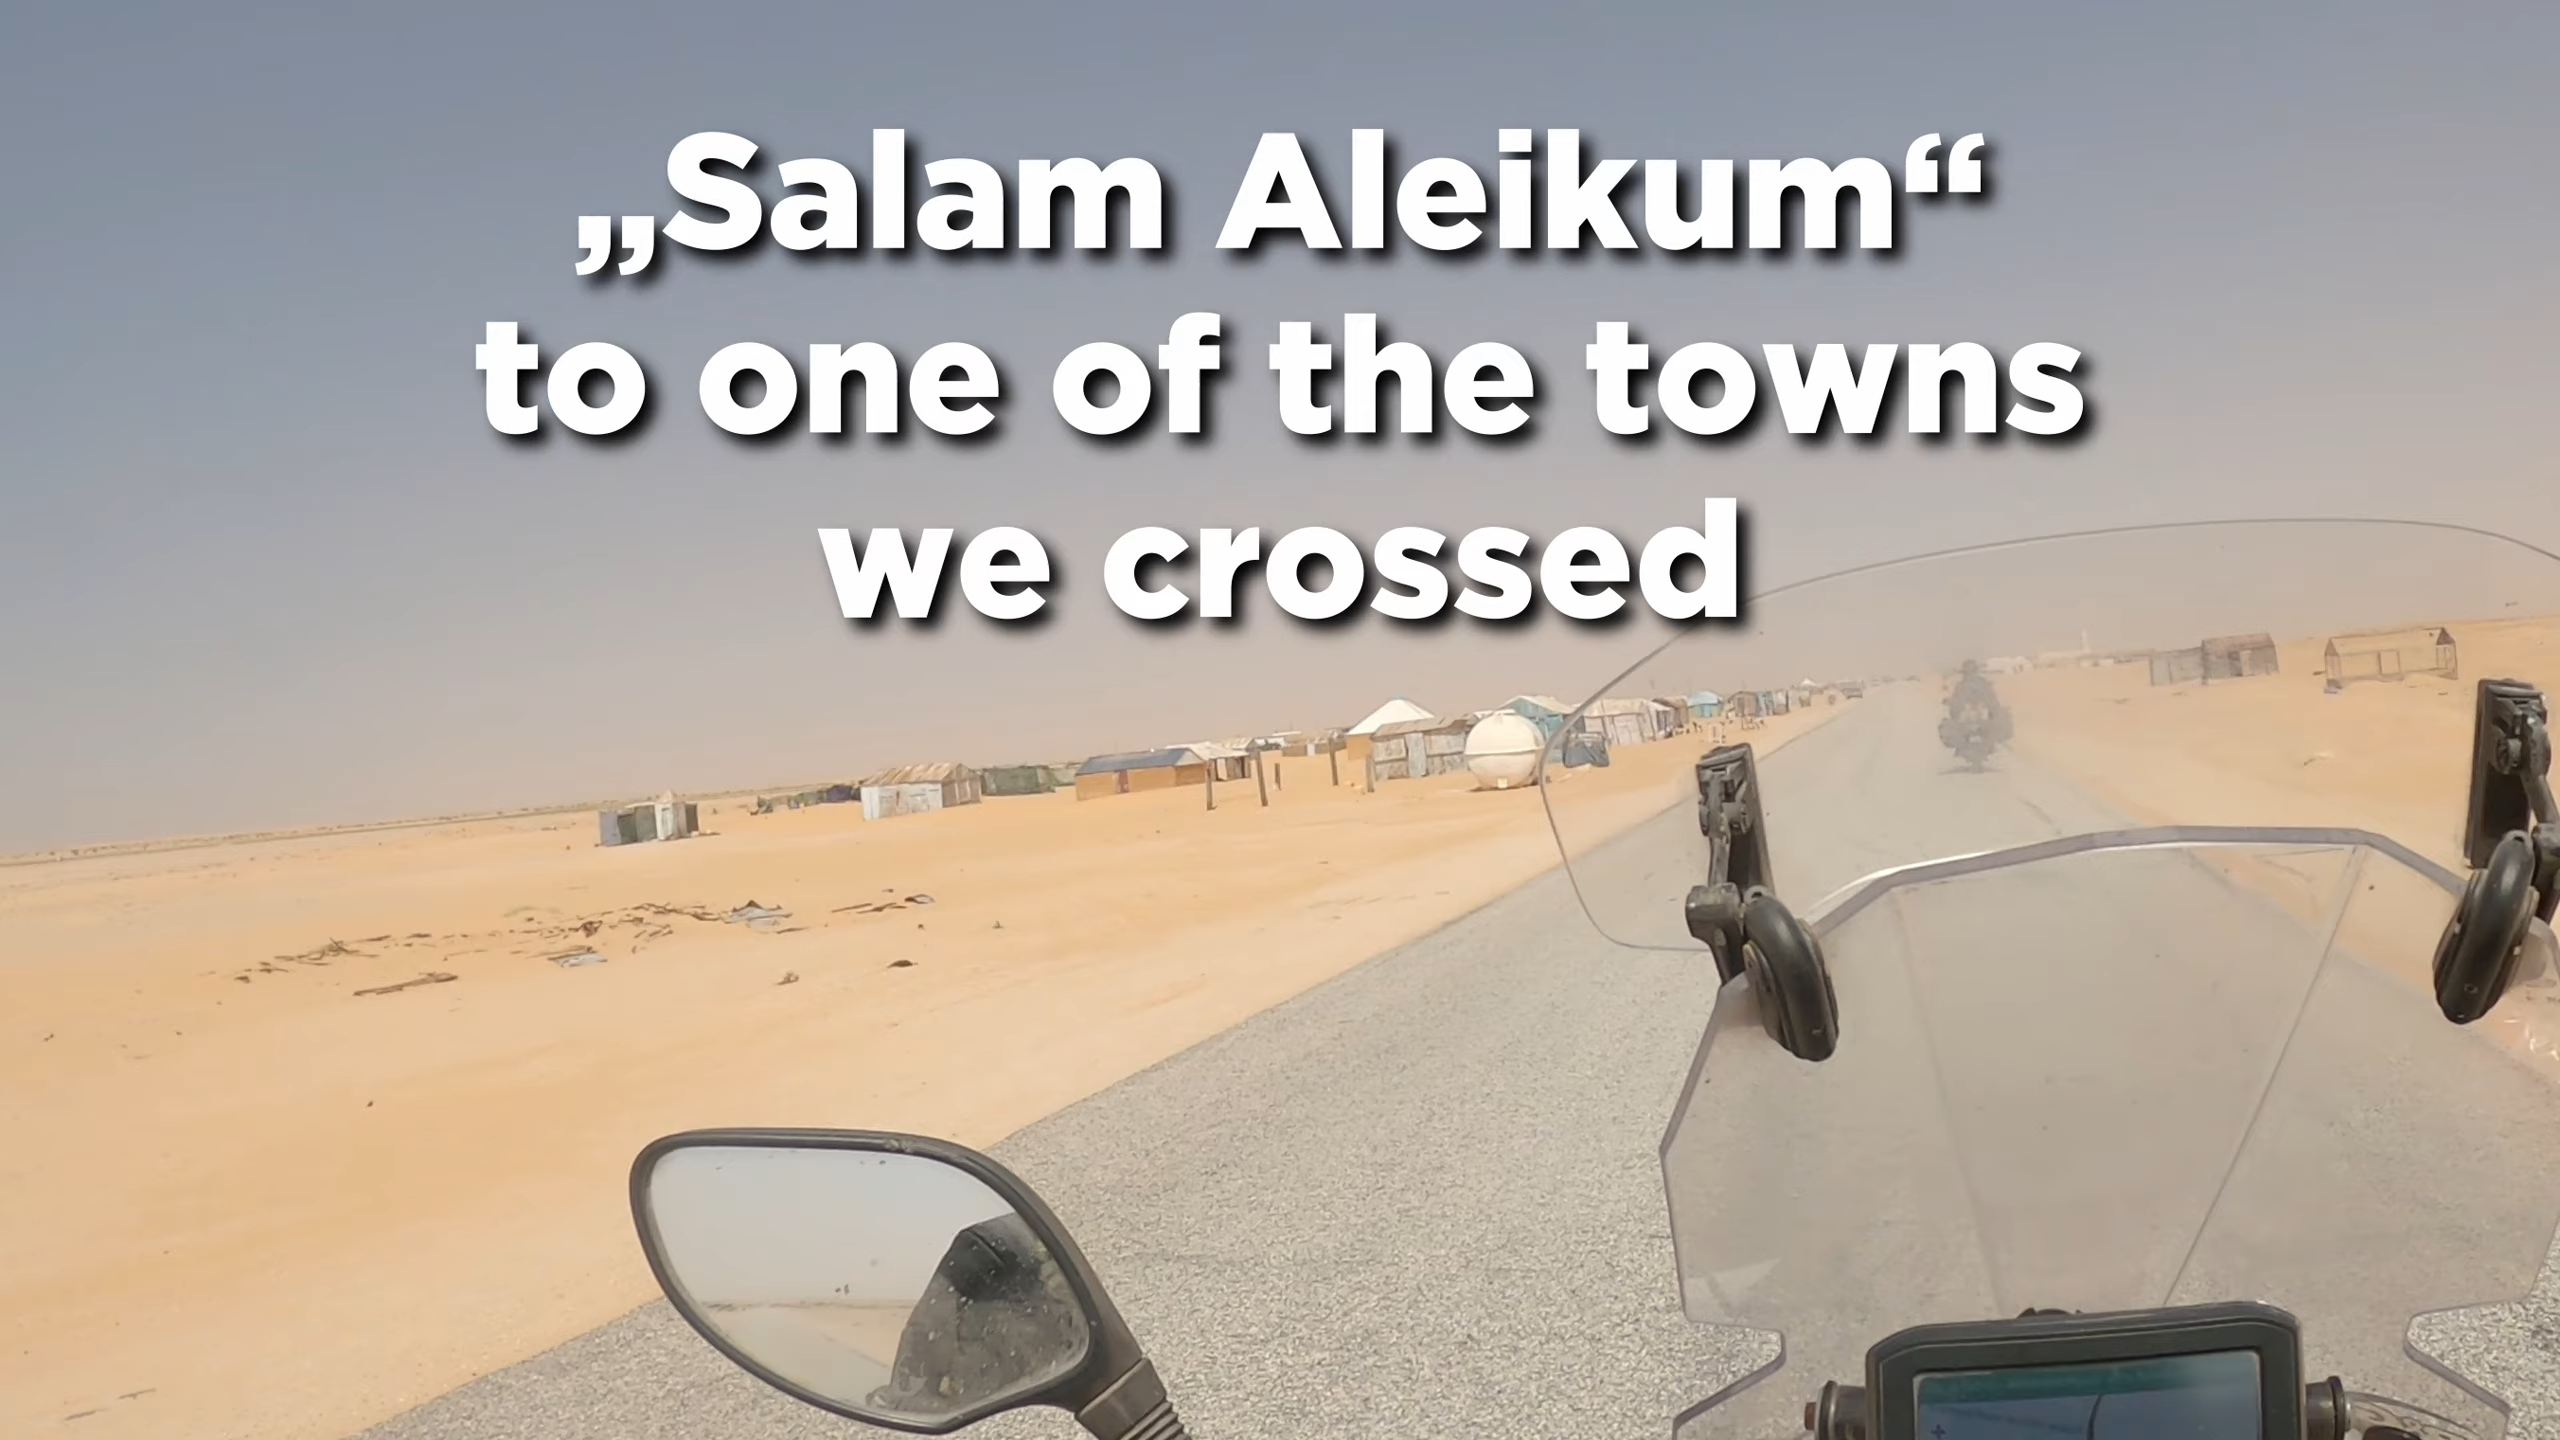 „Salam Aleikum“
to one of the towns
we crossed